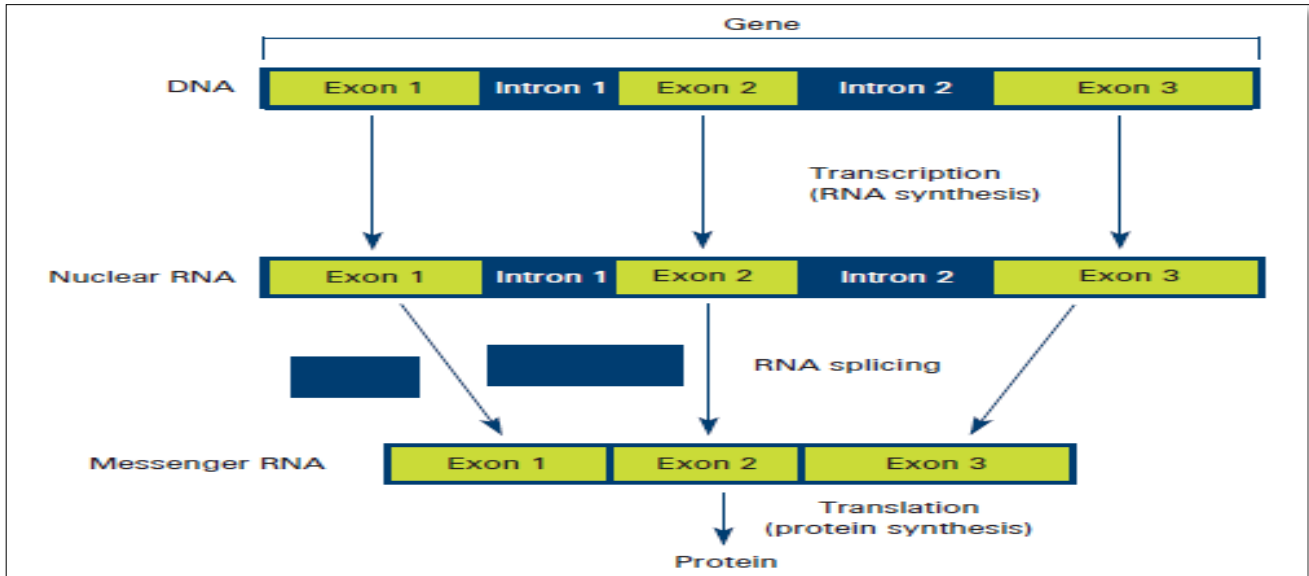 Gene
DNA Exon 1 Intron 1 Exon 2 Intron 2 Exon 3
Transcription
(RNA synthesis)
Nuclear RNA Exon 1 Intron 1 Exon 2 Intron 2 Exon 3
RNA splicing
Messenger RNA Exon 1 Exon 2 Exon 3
Translation
(protein synthesis)
Protein